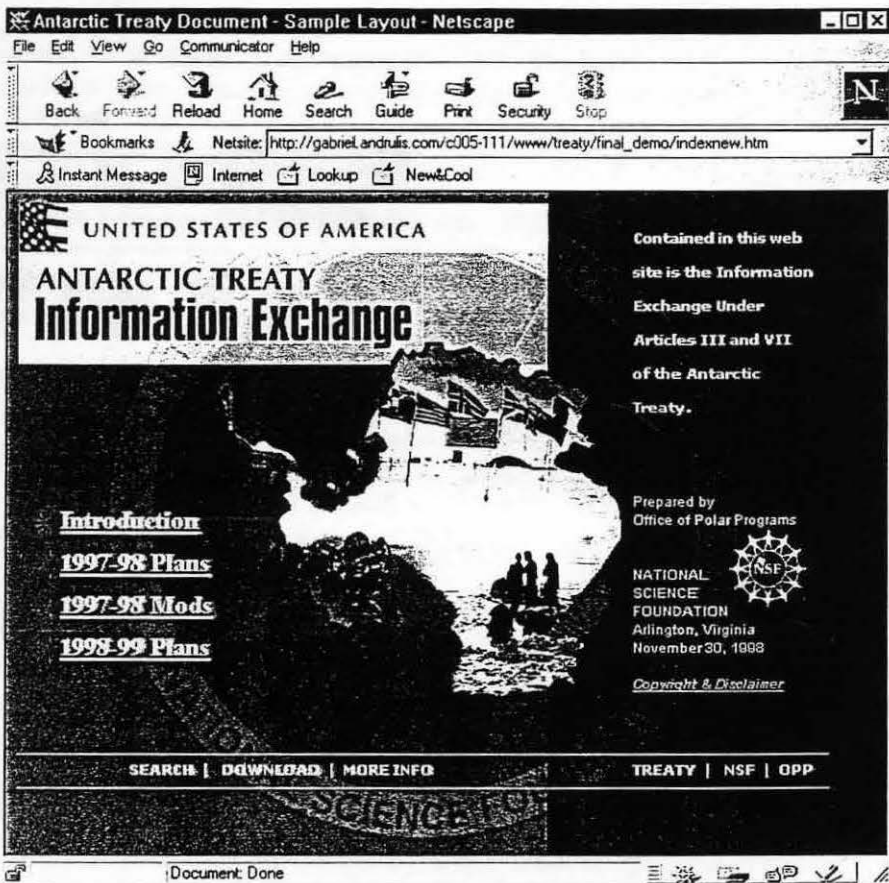 Antarctic Treaty Document - Sample Layout - Netscape
File Edit View Go Communicator Help
Back Forward Reload Home Search Guide Print Security Stop
N
Bookmarks Netsite: http://gabriel.andrulis.com/c005-111/www/treaty/final_demo/indexnew.htm
Instant Message Internet Lookup New&Cool
UNITED STATES OF AMERICA
ANTARCTIC TREATY
Information Exchange
Contained in this web
site is the Information
Exchange Under
Articles III and VII
of the Antarctic
Treaty.
Introduction
1997-98 Plans
1997-98 Mods
1998-99 Plans
Prepared by
Office of Polar Programs
NSF
NATIONAL
SCIENCE
FOUNDATION
Arlington, Virginia
November 30, 1998
Copyright & Disclaimer
SEARCH | DOWNLOAD | MORE INFO
TREATY | NSF | OPP
SCIENCE
Document: Done